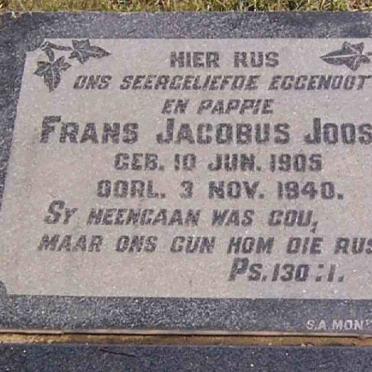 HIER RUS
ONS SEERGELIEFDE EGGENOOT
EN PAPPIE
FRANS JACOBUS JOOS
GEB. 10 JUN. 1905
OORL. 3 NOV. 1940.
SY HEENGAAN WAS GOU,
MAAR ONS GUN HOM DIE RUS
PS.130:1.
S.A. MON